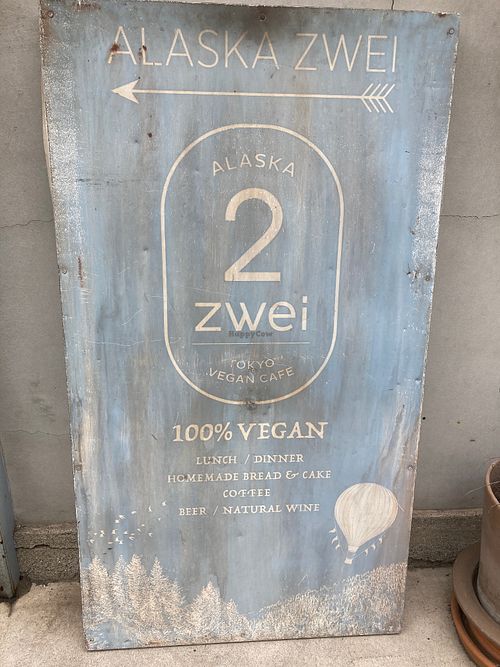 ALASKA ZWEI
ALASKA
2
zwei
HappyCow
TOKYO
VEGAN CAFE
100% VEGAN
LUNCH / DINNER
HOMEMADE BREAD & CAKE
COFFEE
BEER / NATURAL WINE